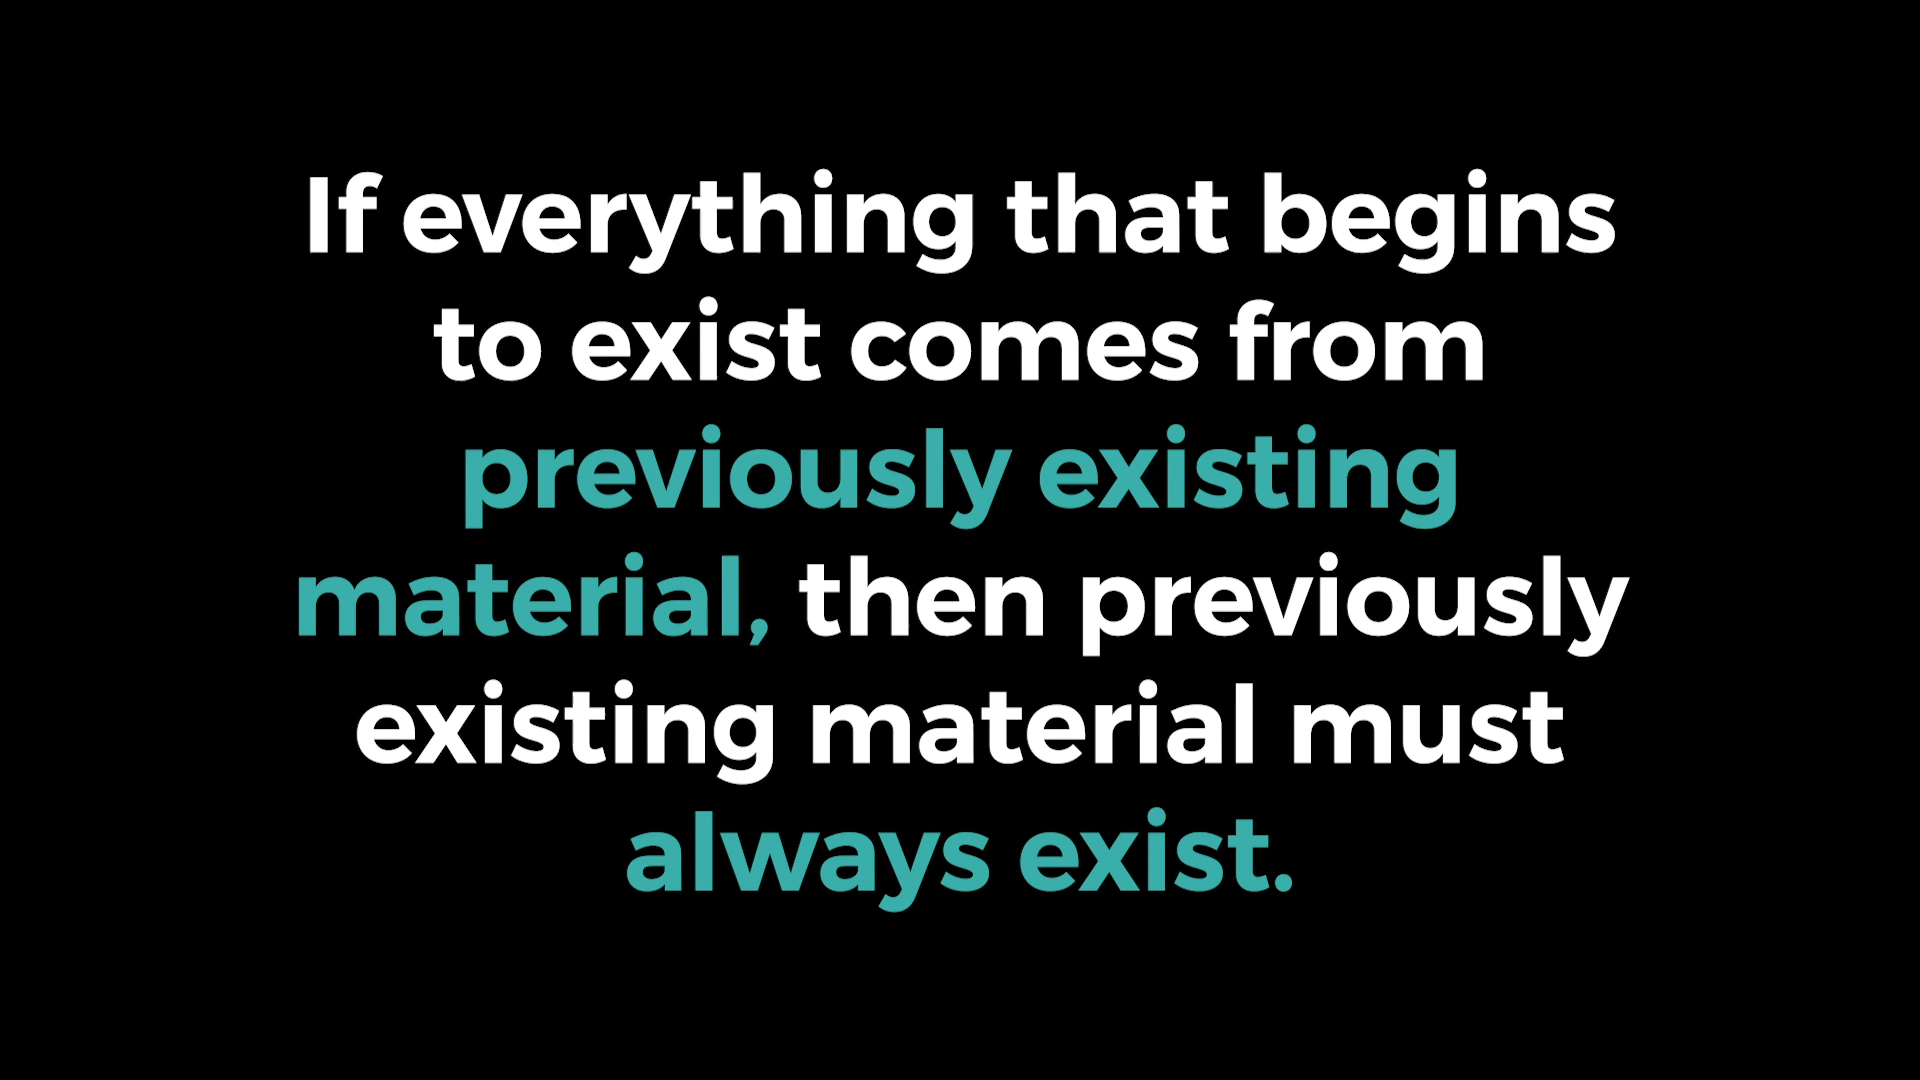 If everything that begins
to exist comes from
previously existing
material, then previously
existing material must
always exist.